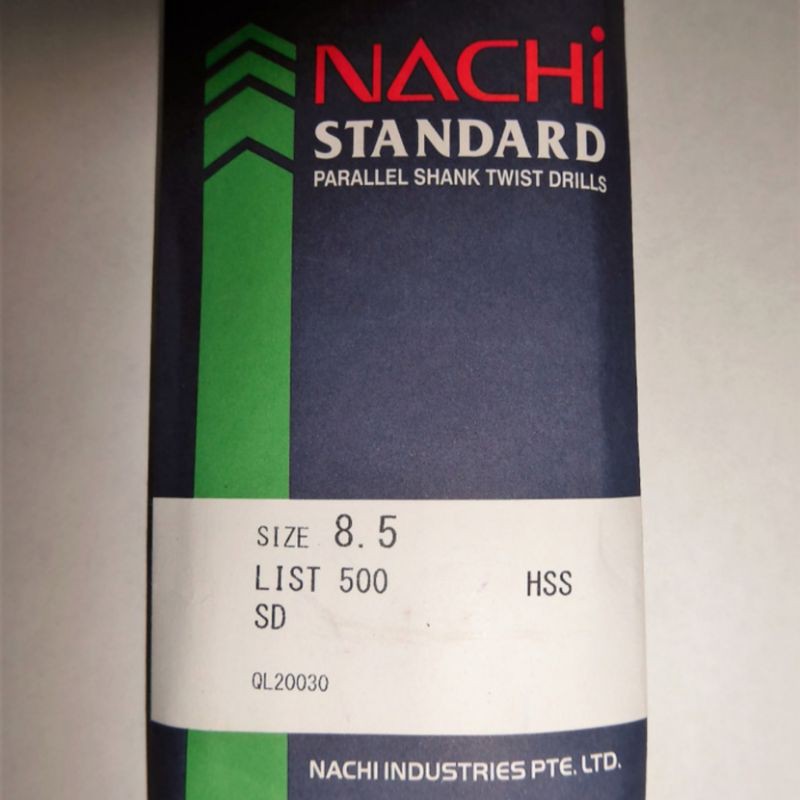 NACHi
STANDARD
PARALLEL SHANK TWIST DRILLS
SIZE 8.5
LIST 500 HSS
SD
QL20030
NACHI INDUSTRIES PTE. LTD.